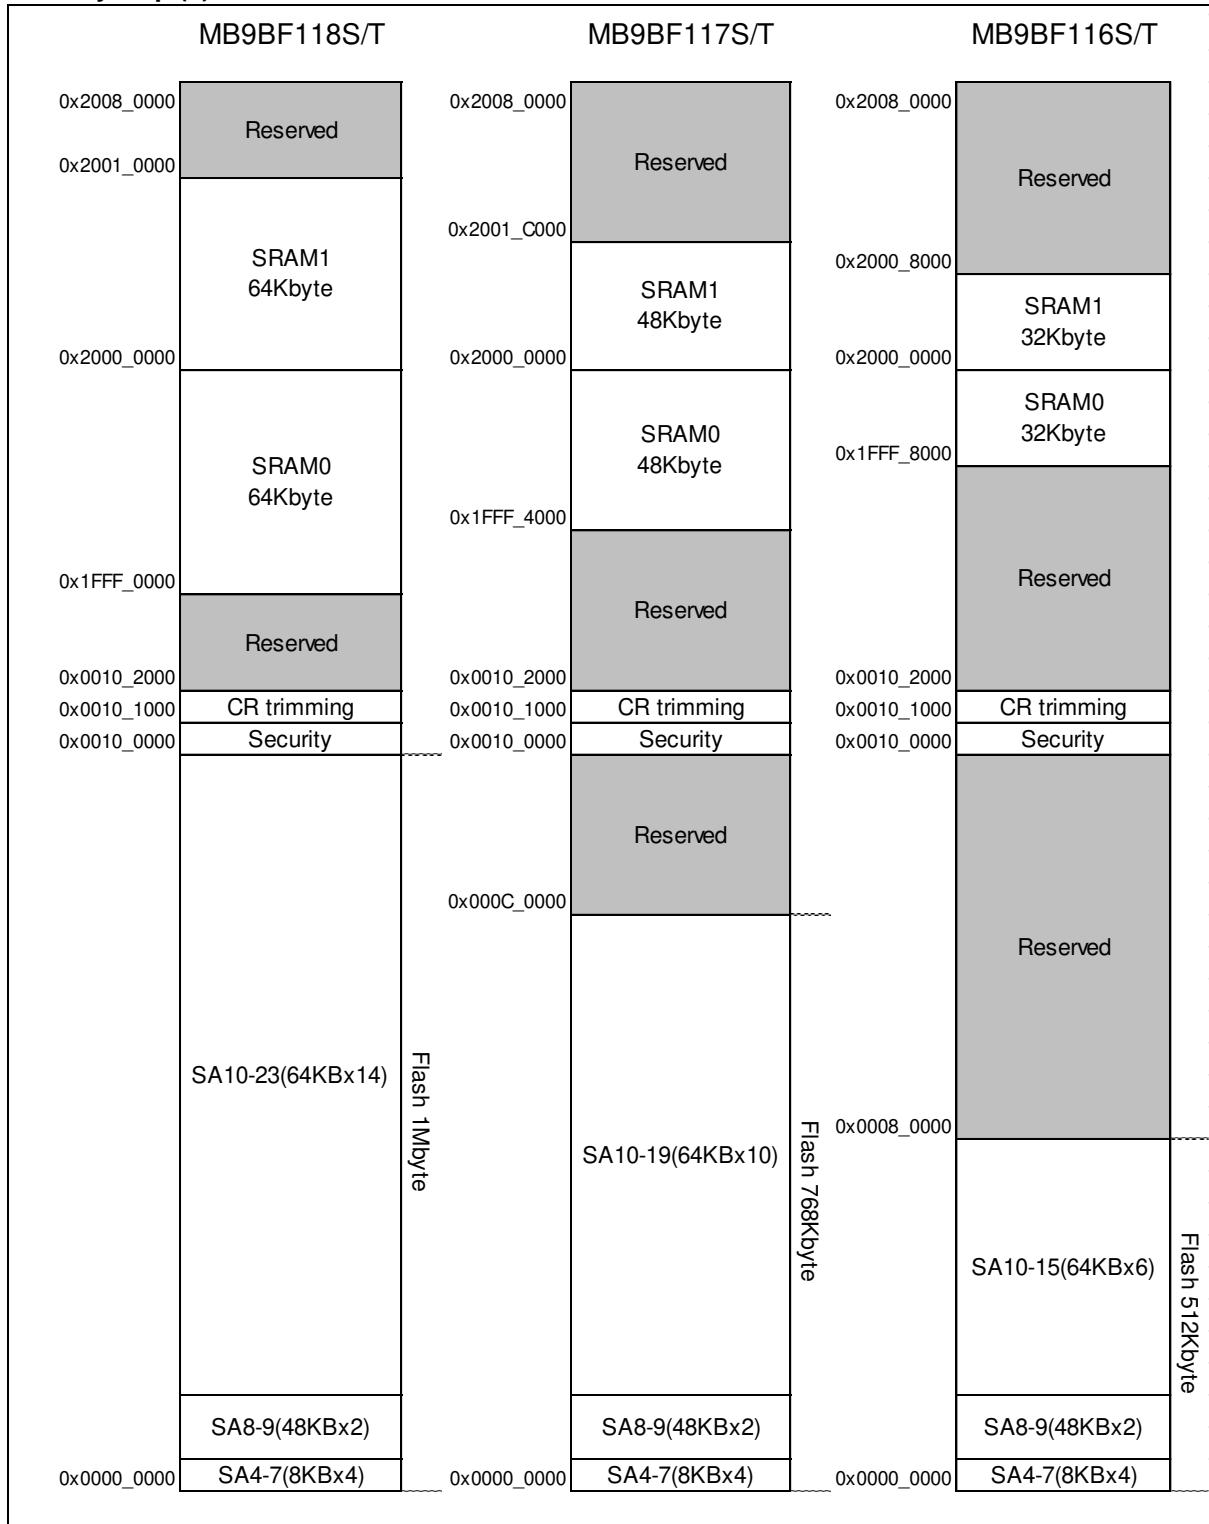 MB9BF118S/T
0x2008_0000
Reserved
0x2001_0000
SRAM1
64Kbyte
0x2000_0000
SRAM0
64Kbyte
0x1FFF_0000
Reserved
0x0010_2000
CR trimming
0x0010_1000
Security
0x0010_0000
SA10-23(64KBx14)
Flash 1Mbyte
SA8-9(48KBx2)
SA4-7(8KBx4)
0x0000_0000
MB9BF117S/T
0x2008_0000
Reserved
0x2001_C000
SRAM1
48Kbyte
0x2000_0000
SRAM0
48Kbyte
0x1FFF_4000
Reserved
0x0010_2000
CR trimming
0x0010_1000
Security
0x0010_0000
Reserved
0x000C_0000
SA10-19(64KBx10)
Flash 768Kbyte
SA8-9(48KBx2)
SA4-7(8KBx4)
0x0000_0000
MB9BF116S/T
0x2008_0000
Reserved
0x2000_8000
SRAM1
32Kbyte
0x2000_0000
SRAM0
32Kbyte
0x1FFF_8000
Reserved
0x0010_2000
CR trimming
0x0010_1000
Security
0x0010_0000
Reserved
0x0008_0000
SA10-15(64KBx6)
Flash 512Kbyte
SA8-9(48KBx2)
SA4-7(8KBx4)
0x0000_0000